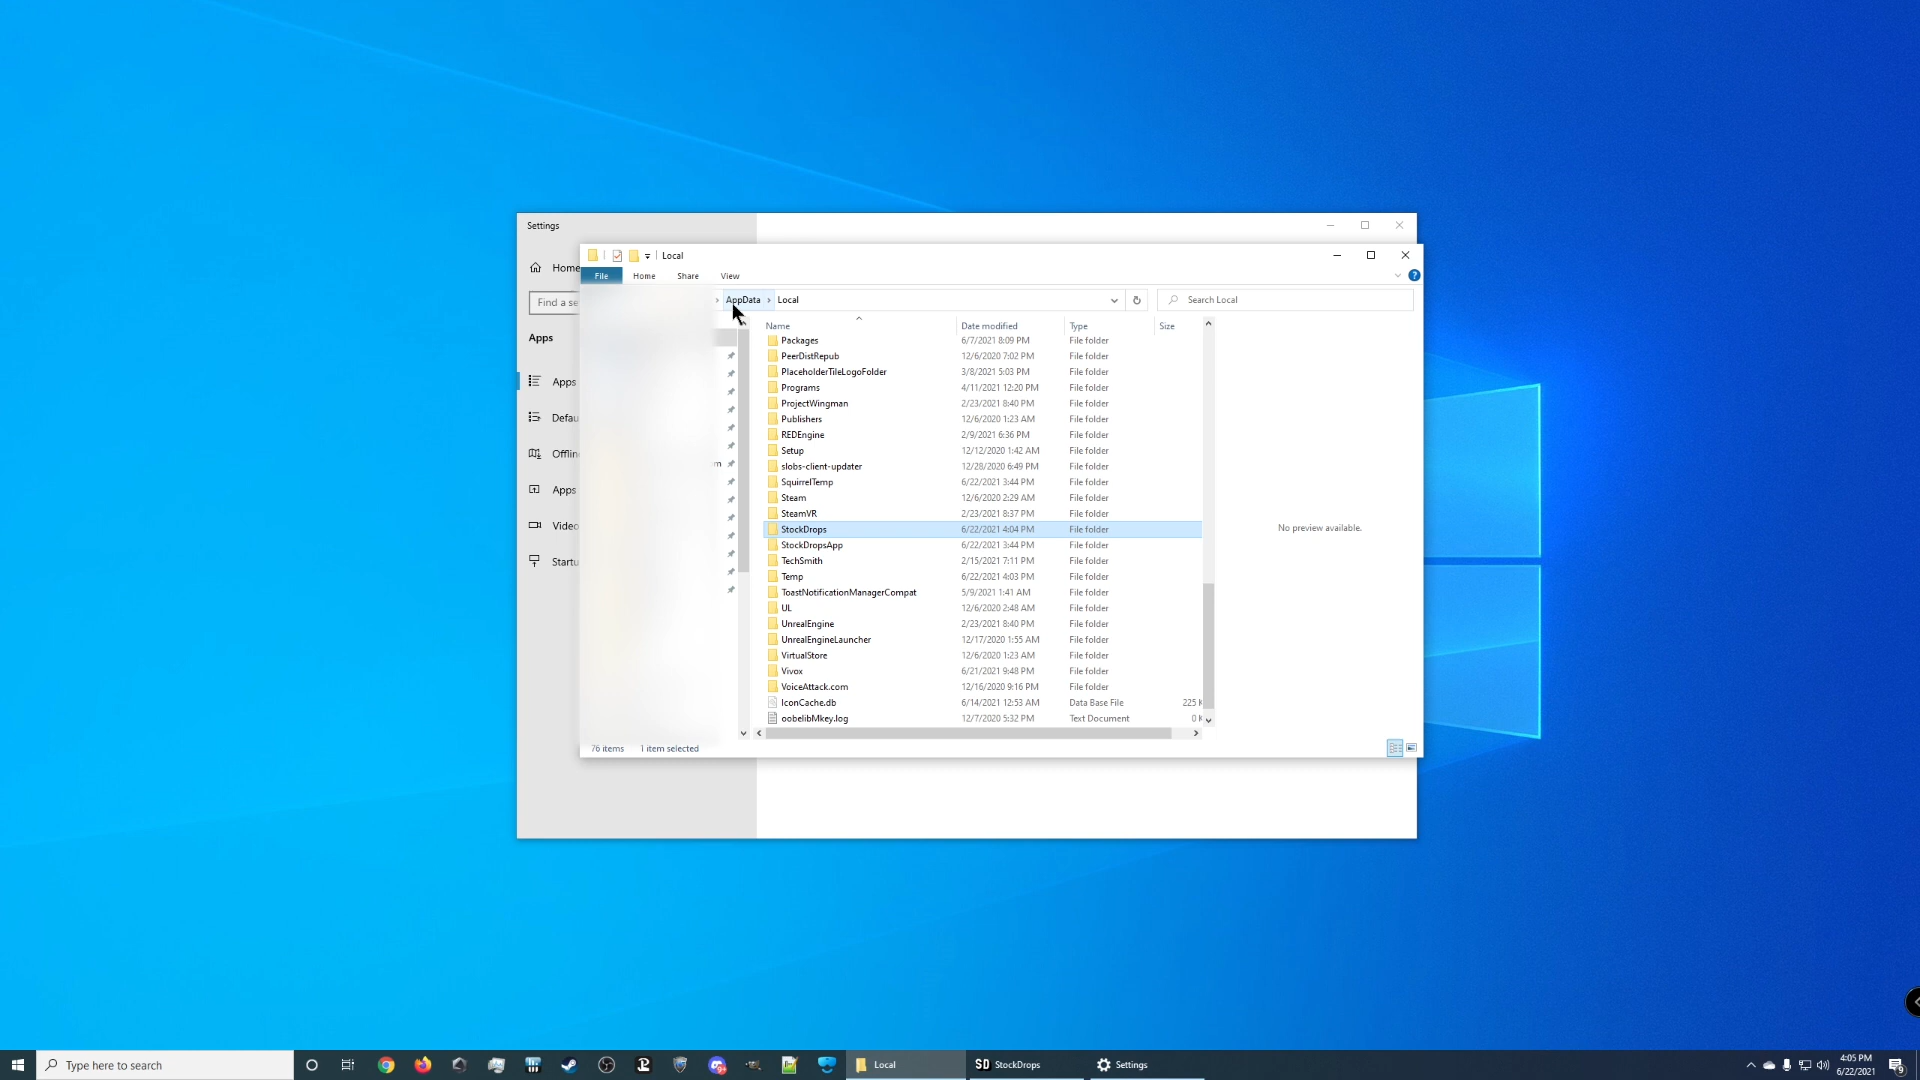 Settings
Local
Home
File
Home
Share
View
Find a se
AppData
Local
Search Local
Apps
Name
Date modified
Type
Size
Packages 6/7/2021 8:09 PM File folder
PeerDistRepub 12/6/2020 7:02 PM File folder
PlaceholderTileLogoFolder 3/8/2021 5:03 PM File folder
Programs 4/11/2021 12:20 PM File folder
ProjectWingman 2/23/2021 8:40 PM File folder
Publishers 12/6/2020 1:23 AM File folder
REDEngine 2/9/2021 6:36 PM File folder
Setup 12/12/2020 1:42 AM File folder
slobs-client-updater 12/28/2020 6:49 PM File folder
SquirrelTemp 6/22/2021 3:44 PM File folder
Steam 12/6/2020 2:29 AM File folder
SteamVR 2/23/2021 8:37 PM File folder
StockDrops 6/22/2021 4:04 PM File folder
StockDropsApp 6/22/2021 3:44 PM File folder
TechSmith 2/15/2021 7:11 PM File folder
Temp 6/22/2021 4:03 PM File folder
ToastNotificationManagerCompat 5/9/2021 1:41 AM File folder
UL 12/6/2020 2:48 AM File folder
UnrealEngine 2/23/2021 8:40 PM File folder
UnrealEngineLauncher 12/17/2020 1:55 AM File folder
VirtualStore 12/6/2020 1:23 AM File folder
Vivox 6/21/2021 9:48 PM File folder
VoiceAttack.com 12/16/2020 9:16 PM File folder
IconCache.db 6/14/2021 12:53 AM Data Base File 225 K
oobelibMkey.log 12/7/2020 5:32 PM Text Document 0 K
Apps
Defau
Offlin
Apps
Video
Startu
m
No preview available.
76 items 1 item selected
Type here to search
Local
SD StockDrops
Settings
4:05 PM
6/22/2021
9